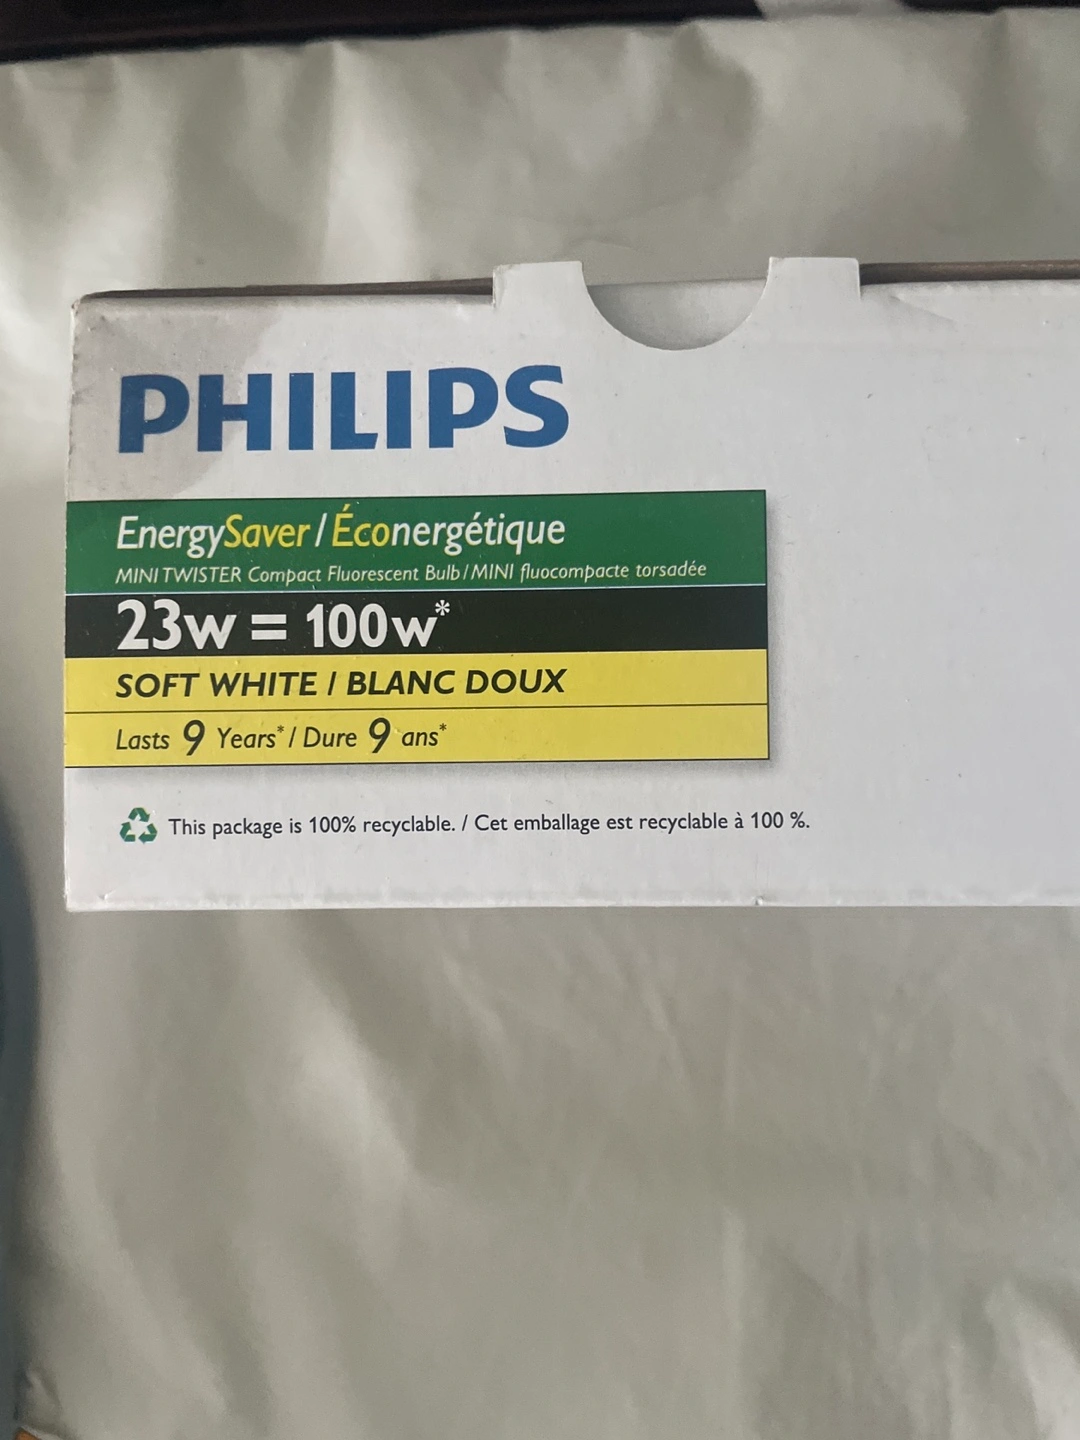 PHILIPS
EnergySaver / Éconergétique
MINI TWISTER Compact Fluorescent Bulb / MINI fluocompacte torsadée
23w = 100w*
SOFT WHITE / BLANC DOUX
Lasts 9 Years* / Dure 9 ans*
This package is 100% recyclable. / Cet emballage est recyclable à 100 %.